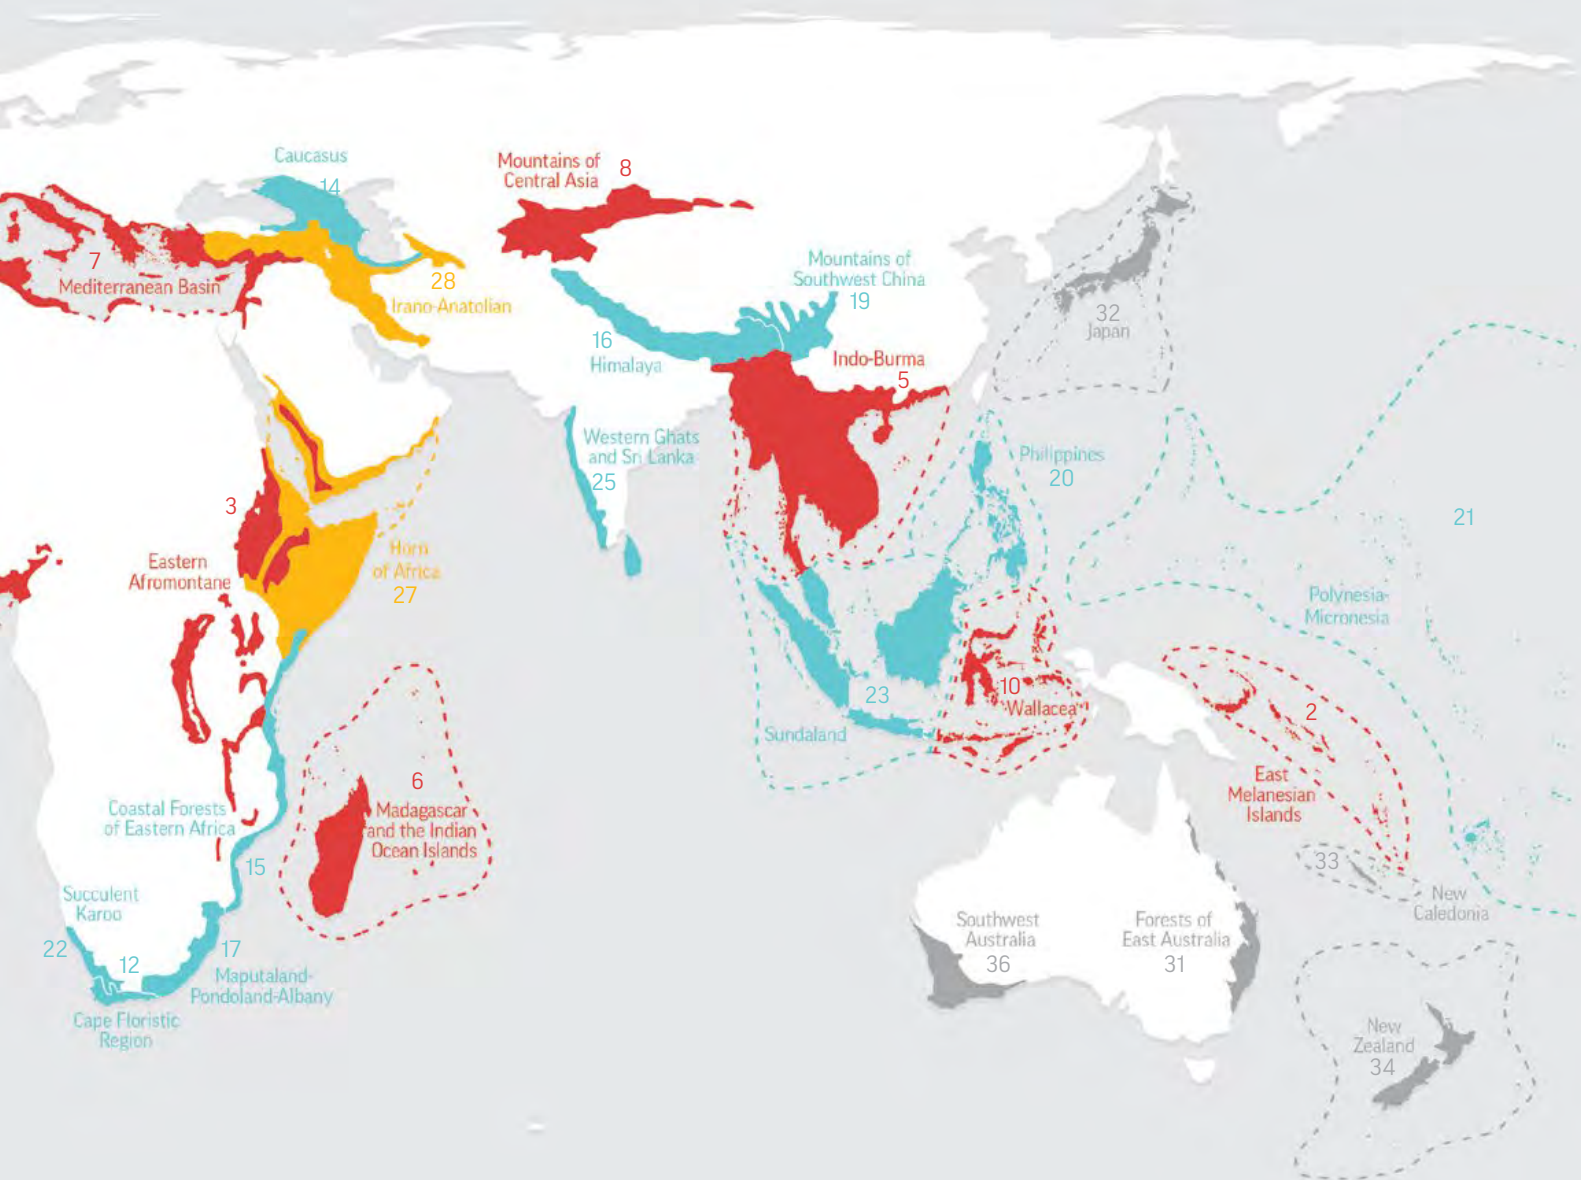 Caucasus
14
Mountains of
Central Asia
8
7
Mediterranean Basin
28
Irano-Anatolian
Mountains of
Southwest China
19
16
Himalaya
Indo-Burma
5
32
Japan
Western Ghats
and Sri Lanka
25
Philippines
20
21
3
Eastern
Afromontane
Horn
of Africa
27
Polynesia-
Micronesia
10
Wallacea
23
Sundaland
2
East
Melanesian
Islands
6
Madagascar
and the Indian
Ocean Islands
Coastal Forests
of Eastern Africa
15
33
New
Caledonia
Succulent
Karoo
22
12
17
Maputaland-
Pondoland-Albany
Cape Floristic
Region
Southwest
Australia
36
Forests of
East Australia
31
New
Zealand
34